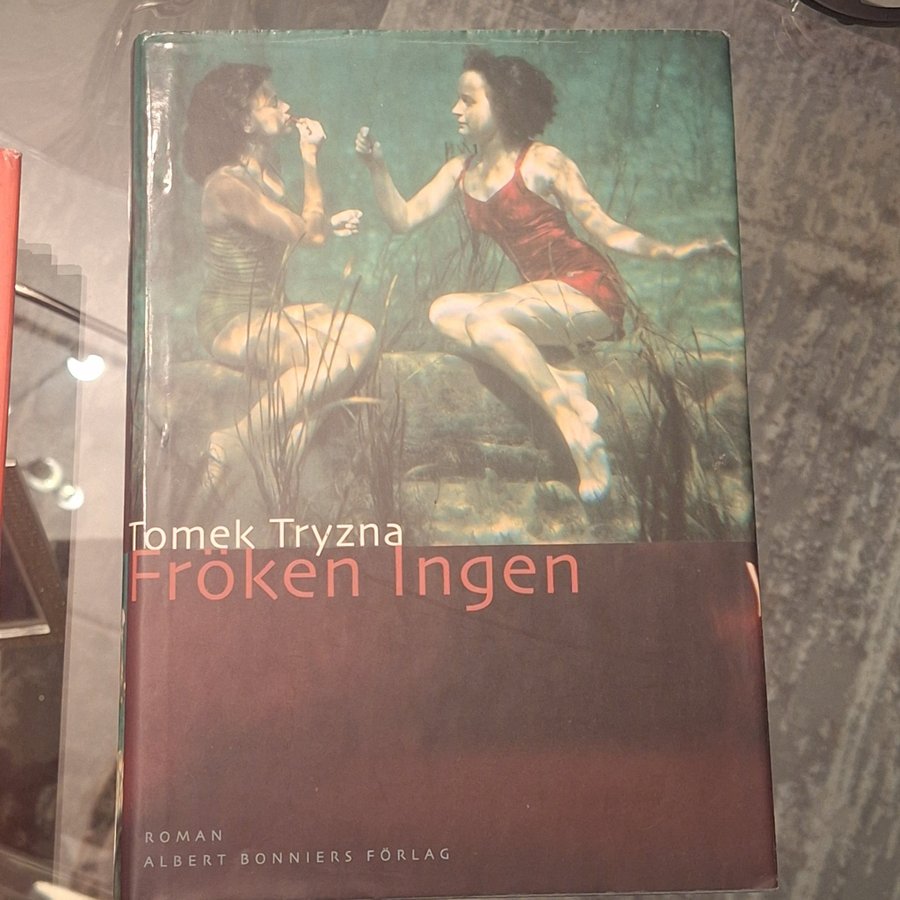 Tomek Tryzna
Fröken Ingen
ROMAN
ALBERT BONNIERS FÖRLAG